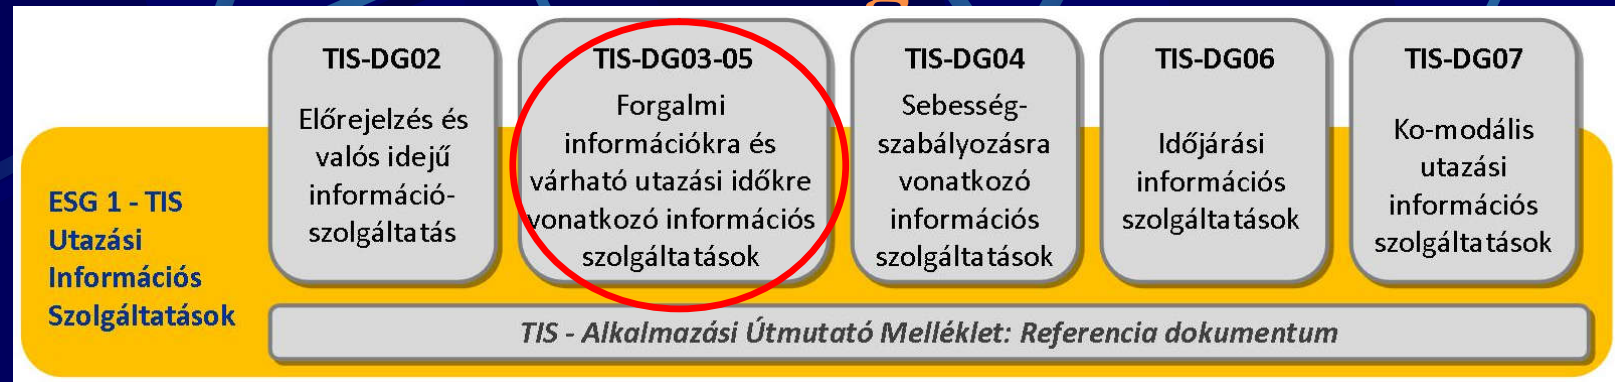 ESG 1 - TIS
Utazási
Információs
Szolgáltatások
TIS-DG02
Előrejelzés és
valós idejű
információ-
szolgáltatás
TIS-DG03-05
Forgalmi
információkra és
várható utazási időkre
vonatkozó információs
szolgáltatások
TIS-DG04
Sebesség-
szabályozásra
vonatkozó
információs
szolgáltatások
TIS-DG06
Időjárási
információs
szolgáltatások
TIS-DG07
Ko-modális
utazási
információs
szolgáltatások
TIS - Alkalmazási Útmutató Melléklet: Referencia dokumentum